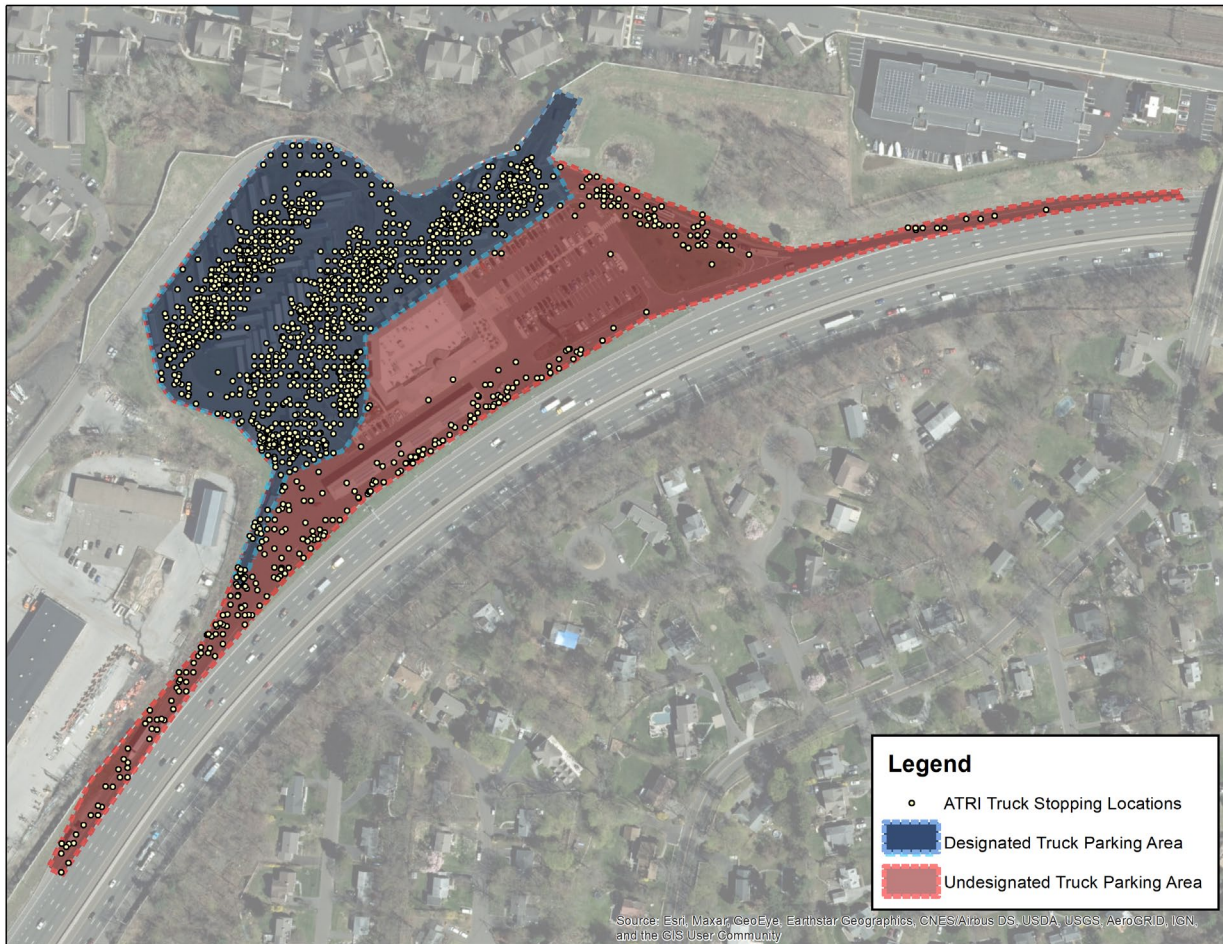 Legend
ATRI Truck Stopping Locations
Designated Truck Parking Area
Undesignated Truck Parking Area
Source: Esri, Maxar, GeoEye, Earthstar Geographics, CNES/Airbus DS, USDA, USGS, AeroGRID, IGN,
and the GIS User Community